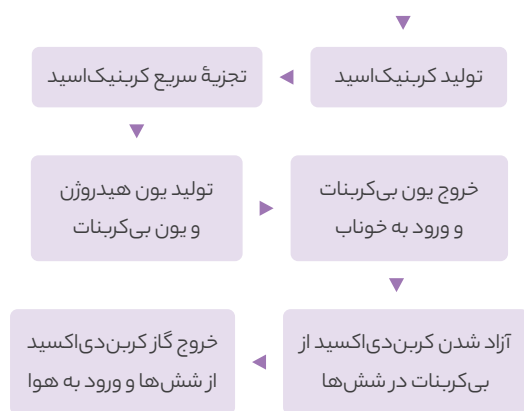 تولید کربنیک‌اسید
تجزیهٔ سریع کربنیک‌اسید
تولید یون هیدروژن
و یون بی‌کربنات
خروج یون بی‌کربنات
و ورود به خوناب
آزاد شدن کربن‌دی‌اکسید از
بی‌کربنات در شش‌ها
خروج گاز کربن‌دی‌اکسید
از شش‌ها و ورود به هوا